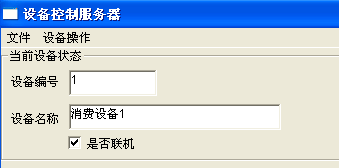 设备控制服务器
文件 设备操作
当前设备状态
设备编号 1
设备名称 消费设备1
是否联机